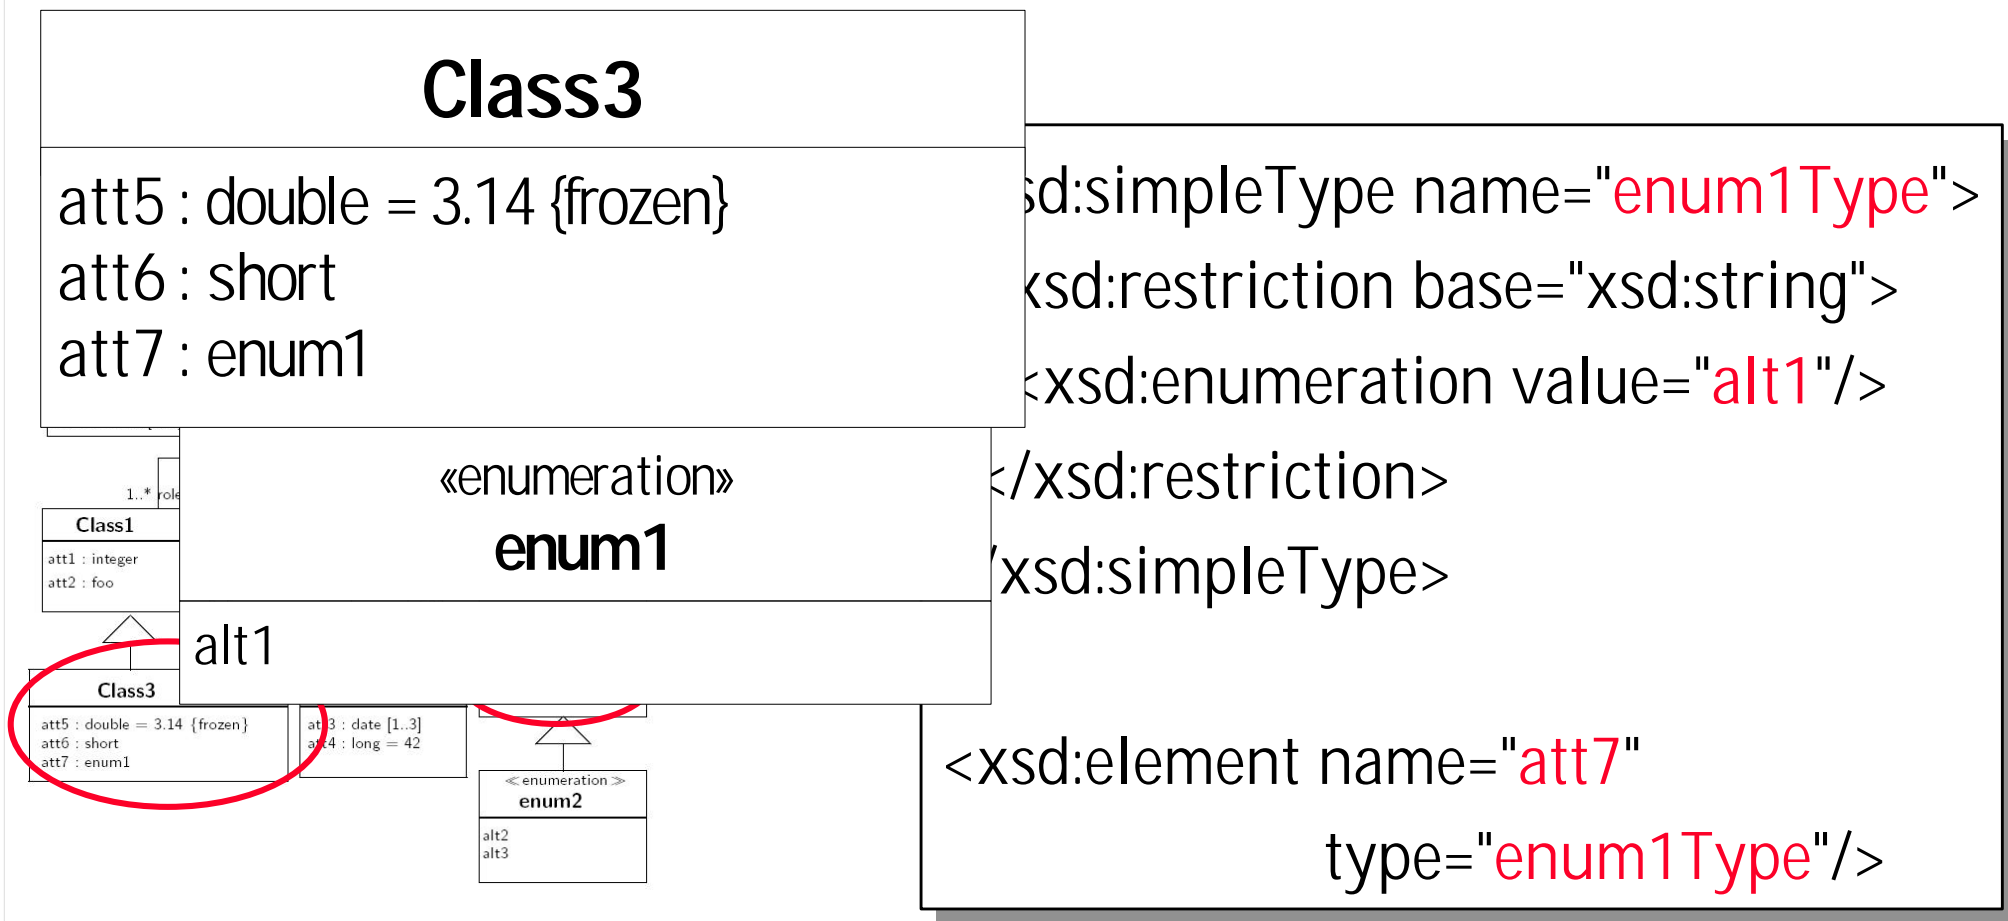 Class3
att5 : double = 3.14 {frozen}
att6 : short
att7 : enum1
«enumeration»
enum1
alt1
sd:simpleType name="enum1Type">
xsd:restriction base="xsd:string">
<xsd:enumeration value="alt1"/>
</xsd:restriction>
/xsd:simpleType>
<xsd:element name="att7"
type="enum1Type"/>
1..* role
Class1
att1 : integer
att2 : foo
Class3
att5 : double = 3.14 {frozen}
att6 : short
att7 : enum1
att3 : date [1..3]
att4 : long = 42
≪enumeration≫
enum2
alt2
alt3